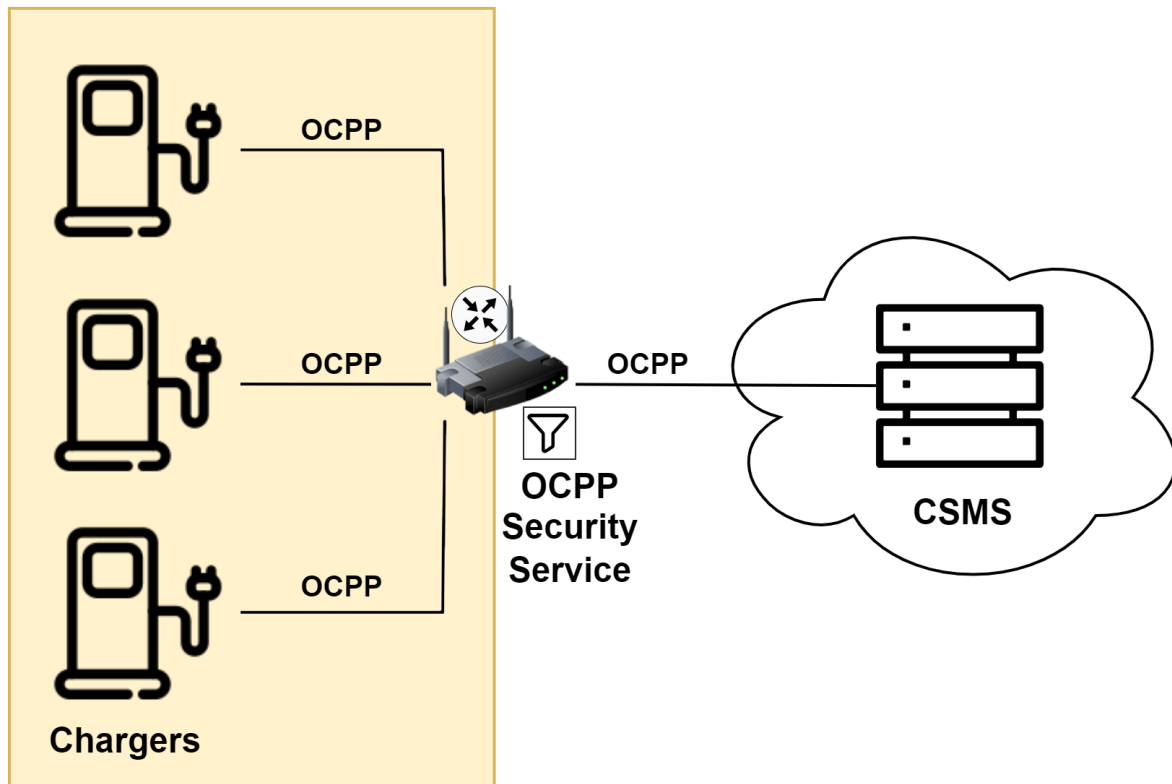 OCPP
OCPP
OCPP
OCPP
OCPP
Security
Service
CSMS
Chargers